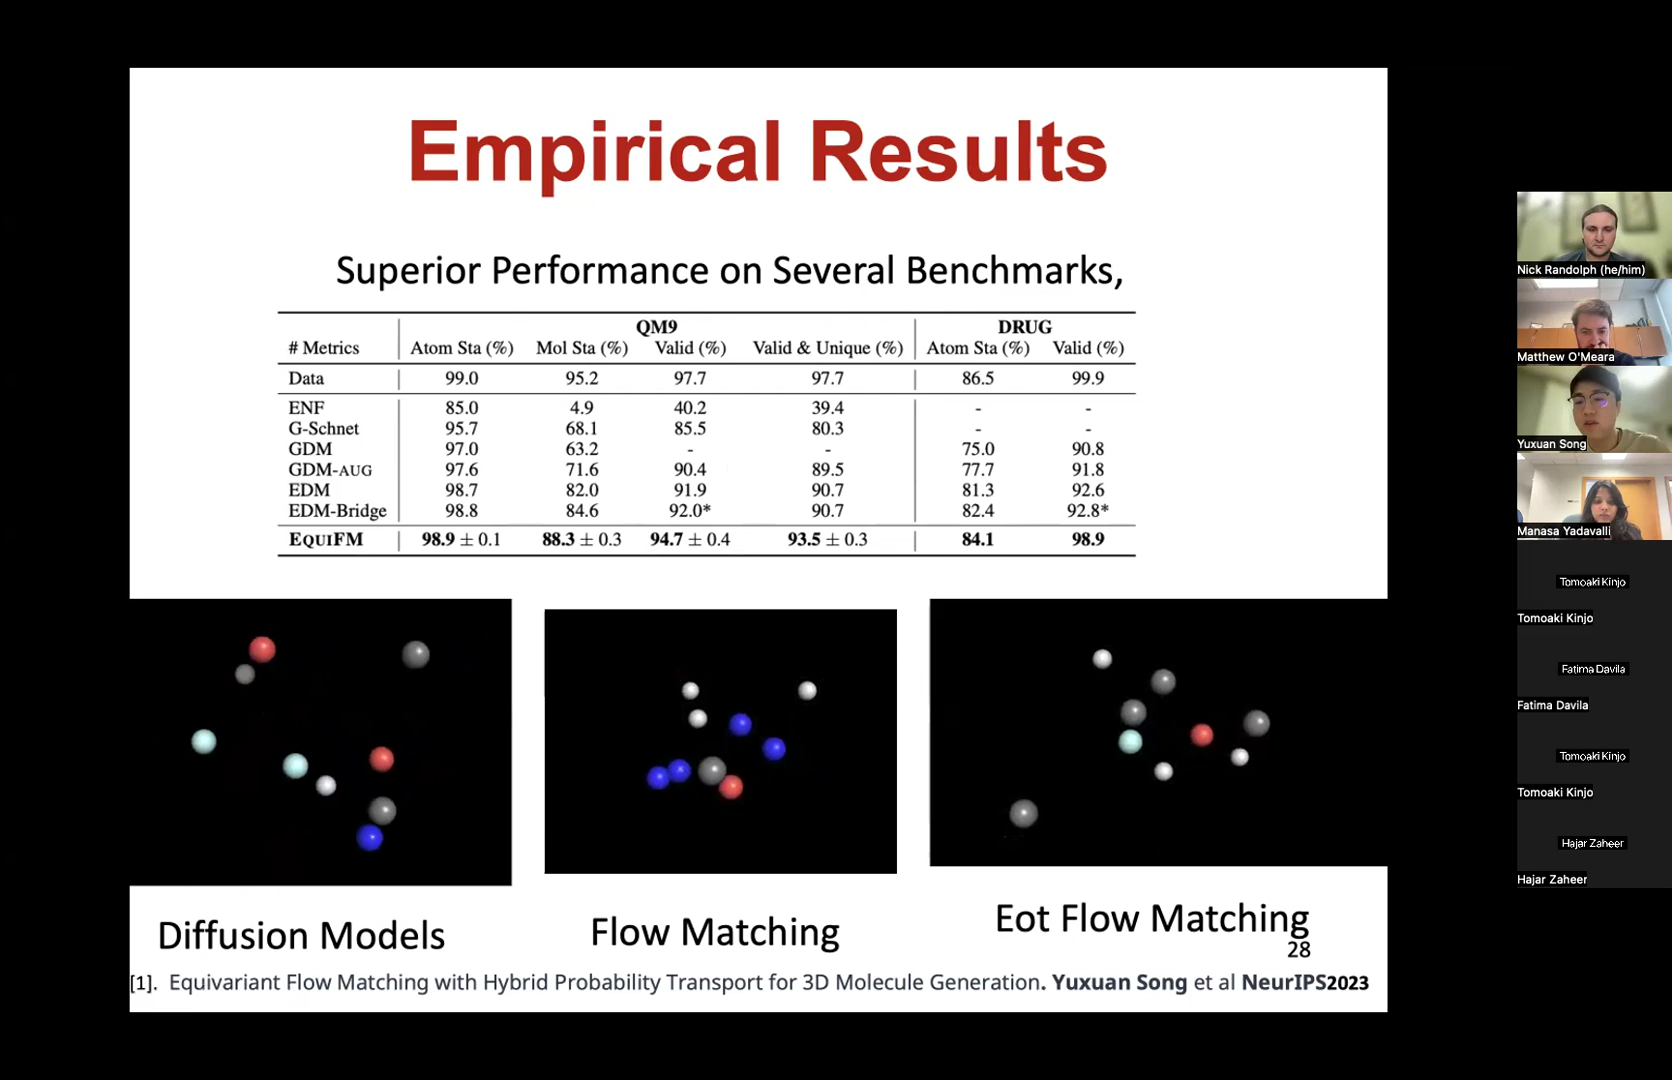 Empirical Results
Superior Performance on Several Benchmarks,
QM9 DRUG
# Metrics Atom Sta (%) Mol Sta (%) Valid (%) Valid & Unique (%) Atom Sta (%) Valid (%)
Data 99.0 95.2 97.7 97.7 86.5 99.9
ENF 85.0 4.9 40.2 39.4 - -
G-Schnet 95.7 68.1 85.5 80.3 - -
GDM 97.0 63.2 - - 75.0 90.8
GDM-AUG 97.6 71.6 90.4 89.5 77.7 91.8
EDM 98.7 82.0 91.9 90.7 81.3 92.6
EDM-Bridge 98.8 84.6 92.0* 90.7 82.4 92.8*
EQUIFM 98.9 ± 0.1 88.3 ± 0.3 94.7 ± 0.4 93.5 ± 0.3 84.1 98.9
Diffusion Models
Flow Matching
Eot Flow Matching
28
[1]. Equivariant Flow Matching with Hybrid Probability Transport for 3D Molecule Generation. Yuxuan Song et al NeurIPS2023
Nick Randolph (he/him)
Matthew O'Meara
Yuxuan Song
Manasa Yadavalli
Tomoaki Kinjo
Tomoaki Kinjo
Fatima Davila
Fatima Davila
Tomoaki Kinjo
Tomoaki Kinjo
Hajar Zaheer
Hajar Zaheer